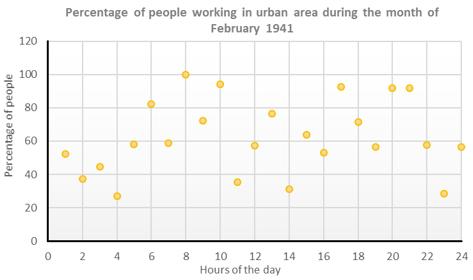 Percentage of people working in urban area during the month of
February 1941
120
100
80
60
40
20
0
Percentage of people
0 2 4 6 8 10 12 14 16 18 20 22 24
Hours of the day